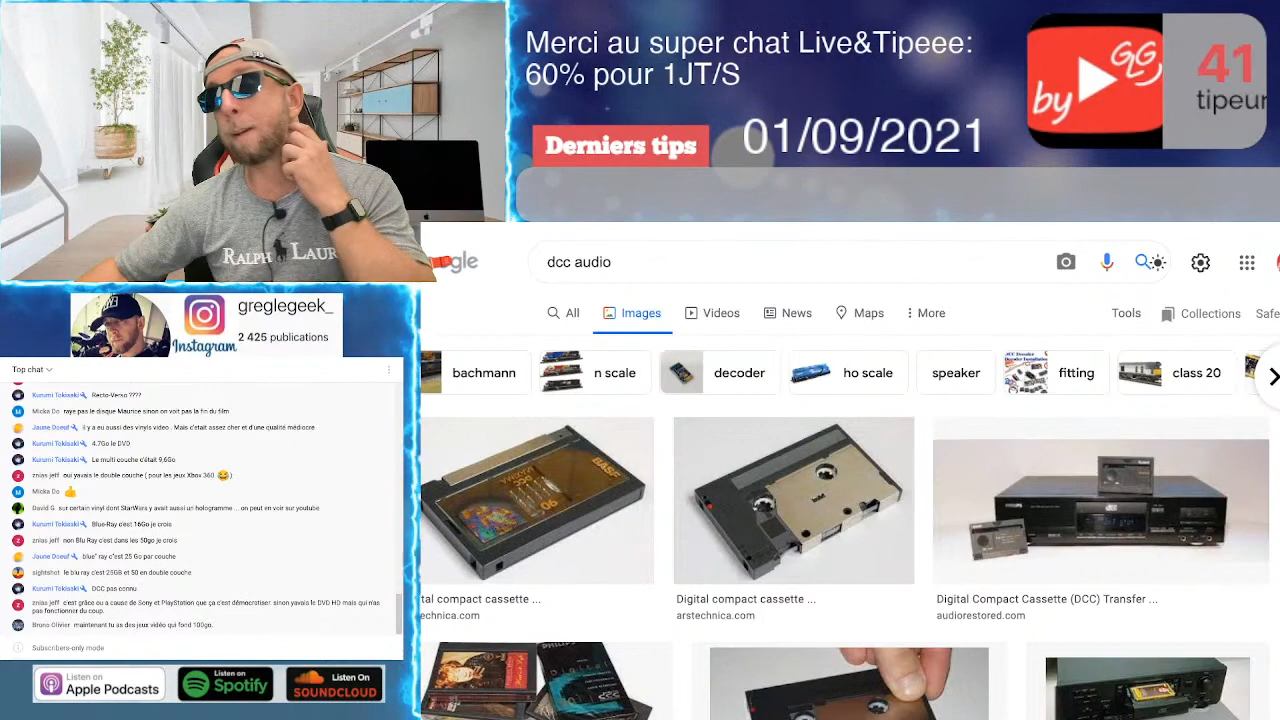 Merci au super chat Live&Tipeee:
60% pour 1JT/S
Derniers tips
01/09/2021
by
GLG
41
tipeur
RALPH LAUR
greglegeek_
Instagram
2 425 publications
Top chat
Kurumi Tokisaki Recto-Verso ????
Micka Do raye pas le disque Maurice sinon on voit pas la fin du film
Jaune Doeuf il y a eu aussi des vinyls video . Mais c'etait assez cher et d'une qualité médiocre
Kurumi Tokisaki 4.7Go le DVD
Kurumi Tokisaki Le multi couche c'était 9,6Go
znias jeff oui yavais le double couche ( pour les jeux Xbox 360 😂)
Micka Do 👍
David G sur certain vinyl dont StarWars y avait aussi un hologramme ... on peut en voir sur youtube
Kurumi Tokisaki Blue-Ray c'est 16Go je crois
znias jeff non Blu Ray c'est dans les 50go je crois
Jaune Doeuf blue" ray c"est 25 Go par couche
sightshot le blu ray c'est 25GB et 50 en double couche
Kurumi Tokisaki DCC pas connu
znias jeff c'est grâce ou a cause de Sony et PlayStation que ça c'est démocratiser. sinon yavais le DVD HD mais qui n'as
pas fonctionner du coup.
Bruno Olivier maintenant tu as des jeux vidéo qui fond 100go.
Subscribers-only mode
Listen on
Apple Podcasts
Listen on
Spotify
Listen On
SOUNDCLOUD
gle
dcc audio
All
Images
Videos
News
Maps
More
Tools
Collections
Safe
bachmann
n scale
decoder
ho scale
speaker
fitting
class 20
BASF
DCC
90
Digital compact cassette ...
eevblog.com
Digital compact cassette ...
arstechnica.com
Digital Compact Cassette (DCC) Transfer ...
audiorestored.com